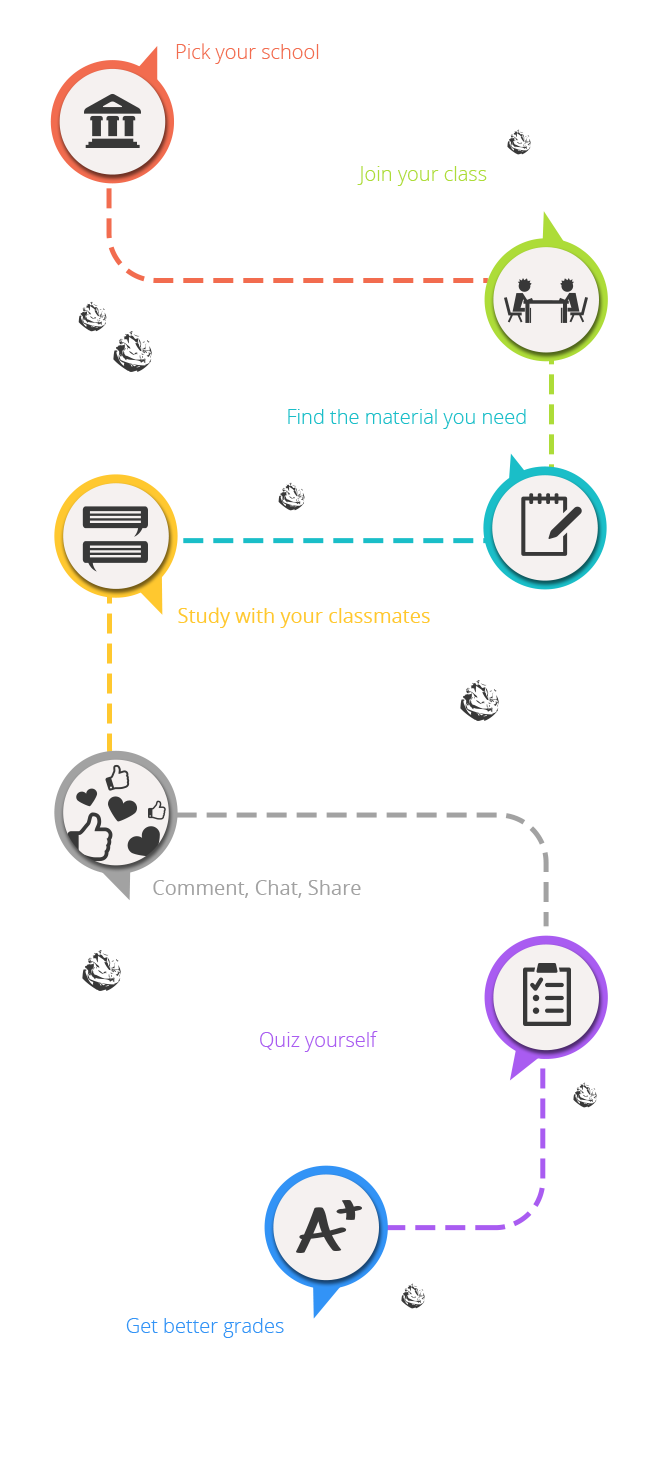 Pick your school
Join your class
Find the material you need
Study with your classmates
Comment, Chat, Share
Quiz yourself
A+
Get better grades